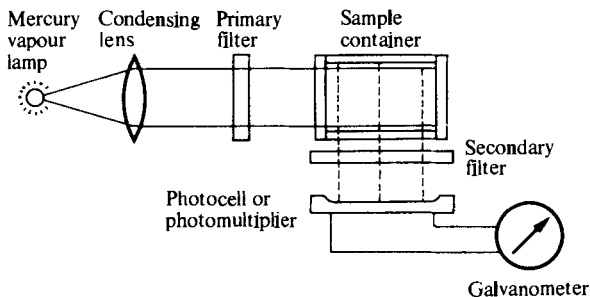 Mercury
vapour
lamp
Condensing
lens
Primary
filter
Sample
container
Secondary
filter
Photocell or
photomultiplier
Galvanometer